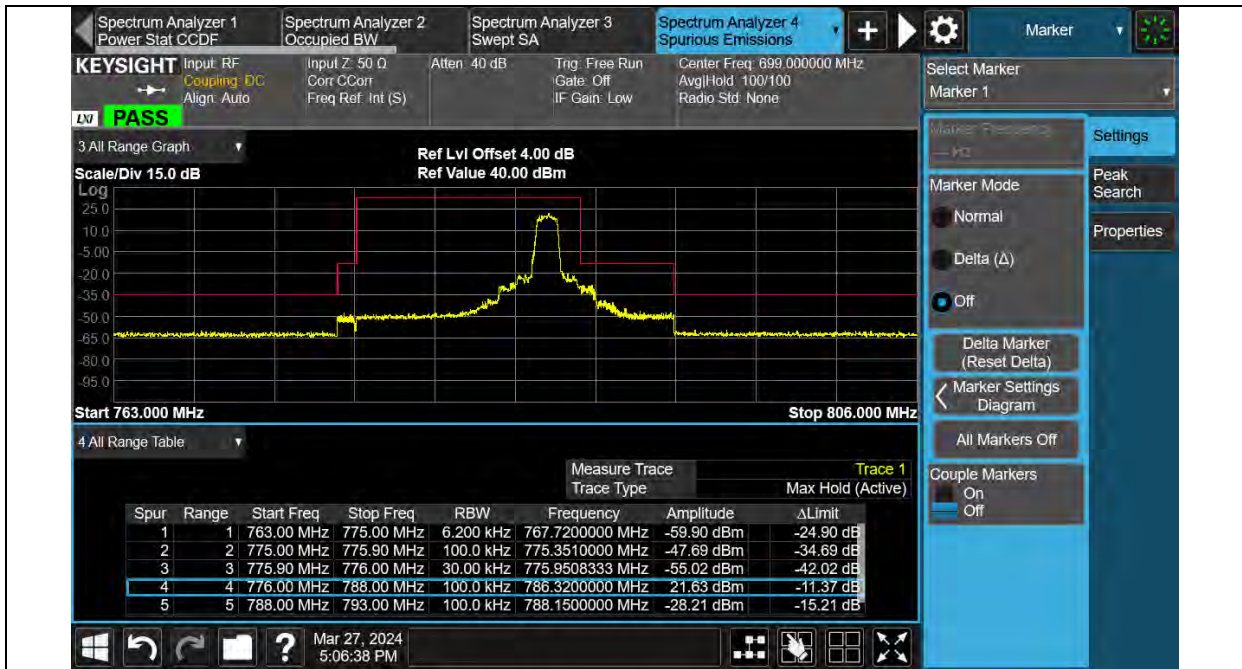 Spectrum Analyzer 1
Power Stat CCDF
Spectrum Analyzer 2
Occupied BW
Spectrum Analyzer 3
Swept SA
Spectrum Analyzer 4
Spurious Emissions
+
Marker
KEYSIGHT
Input: RF
Coupling: DC
Align: Auto
Input Z: 50 Ω
Corr CCorr
Freq Ref: Int (S)
Atten: 40 dB
Trig: Free Run
Gate: Off
IF Gain: Low
Center Freq: 699.000000 MHz
Avg|Hold: 100/100
Radio Std: None
LXI
PASS
3 All Range Graph
Scale/Div 15.0 dB
Ref Lvl Offset 4.00 dB
Ref Value 40.00 dBm
Log
25.0
10.0
-5.00
-20.0
-35.0
-50.0
-65.0
-80.0
-95.0
Start 763.000 MHz
Stop 806.000 MHz
4 All Range Table
Measure Trace Trace 1
Trace Type Max Hold (Active)
Spur Range Start Freq Stop Freq RBW Frequency Amplitude ΔLimit
1 1 763.00 MHz 775.00 MHz 6.200 kHz 767.7200000 MHz -59.90 dBm -24.90 dB
2 2 775.00 MHz 775.90 MHz 100.0 kHz 775.3510000 MHz -47.69 dBm -34.69 dB
3 3 775.90 MHz 776.00 MHz 30.00 kHz 775.9508333 MHz -55.02 dBm -42.02 dB
4 4 776.00 MHz 788.00 MHz 100.0 kHz 786.3200000 MHz 21.63 dBm -11.37 dB
5 5 788.00 MHz 793.00 MHz 100.0 kHz 788.1500000 MHz -28.21 dBm -15.21 dB
Select Marker
Marker 1
Marker Frequency
--- Hz
Marker Mode
Normal
Delta (Δ)
Off
Delta Marker
(Reset Delta)
Marker Settings
Diagram
All Markers Off
Couple Markers
On
Off
Settings
Peak
Search
Properties
?
Mar 27, 2024
5:06:38 PM